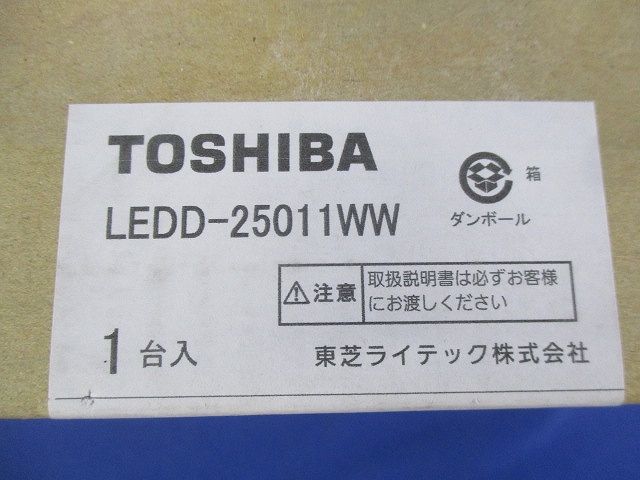 TOSHIBA
LEDD-25011WW
箱
ダンボール
注意
取扱説明書は必ずお客様
にお渡しください
1台入
東芝ライテック株式会社